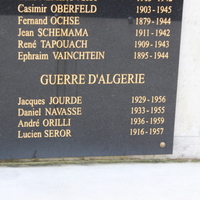 Casimir OBERFELD 1903-1945
Fernand OCHSE 1879-1944
Jean SCHEMAMA 1911-1942
René TAPOUACH 1909-1943
Ephraim VAINCHTEIN 1895-1944
GUERRE D'ALGERIE
Jacques JOURDE 1929-1956
Daniel NAVASSE 1933-1955
André ORILLI 1936-1959
Lucien SEROR 1916-1957